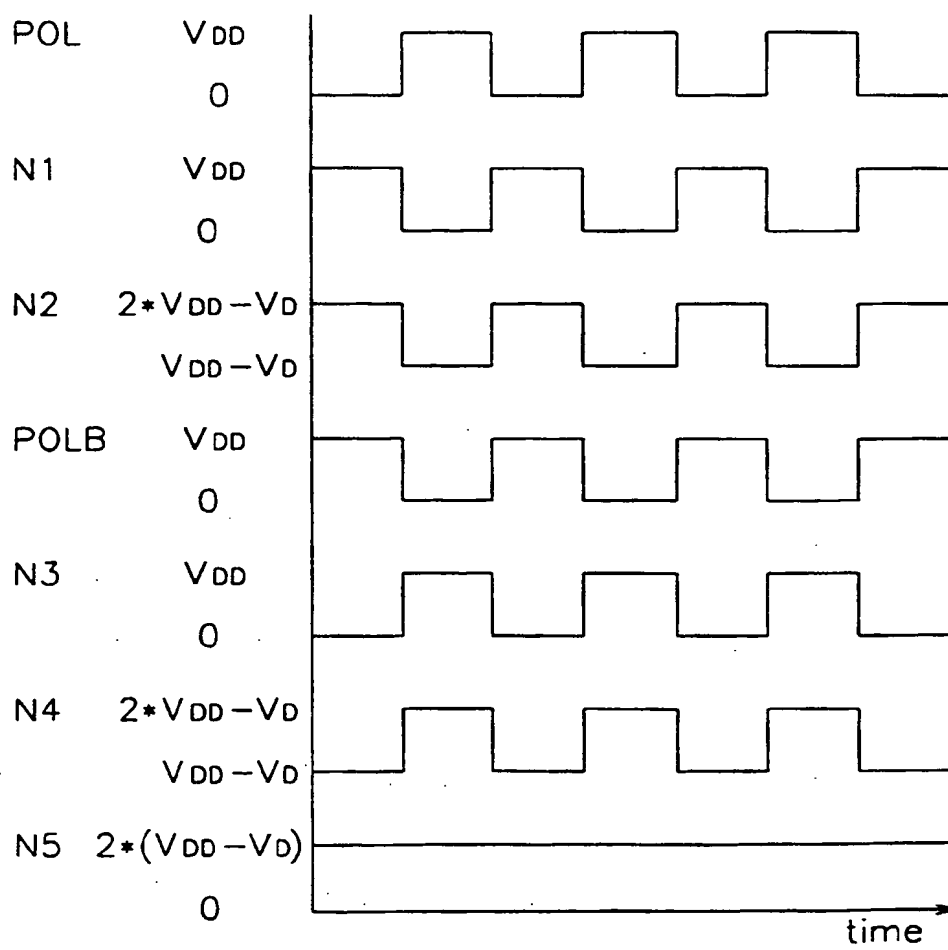 POL VDD
0
N1 VDD
0
N2 2*VDD-VD
VDD-VD
POLB VDD
0
N3 VDD
0
N4 2*VDD-VD
VDD-VD
N5 2*(VDD-VD)
0
time